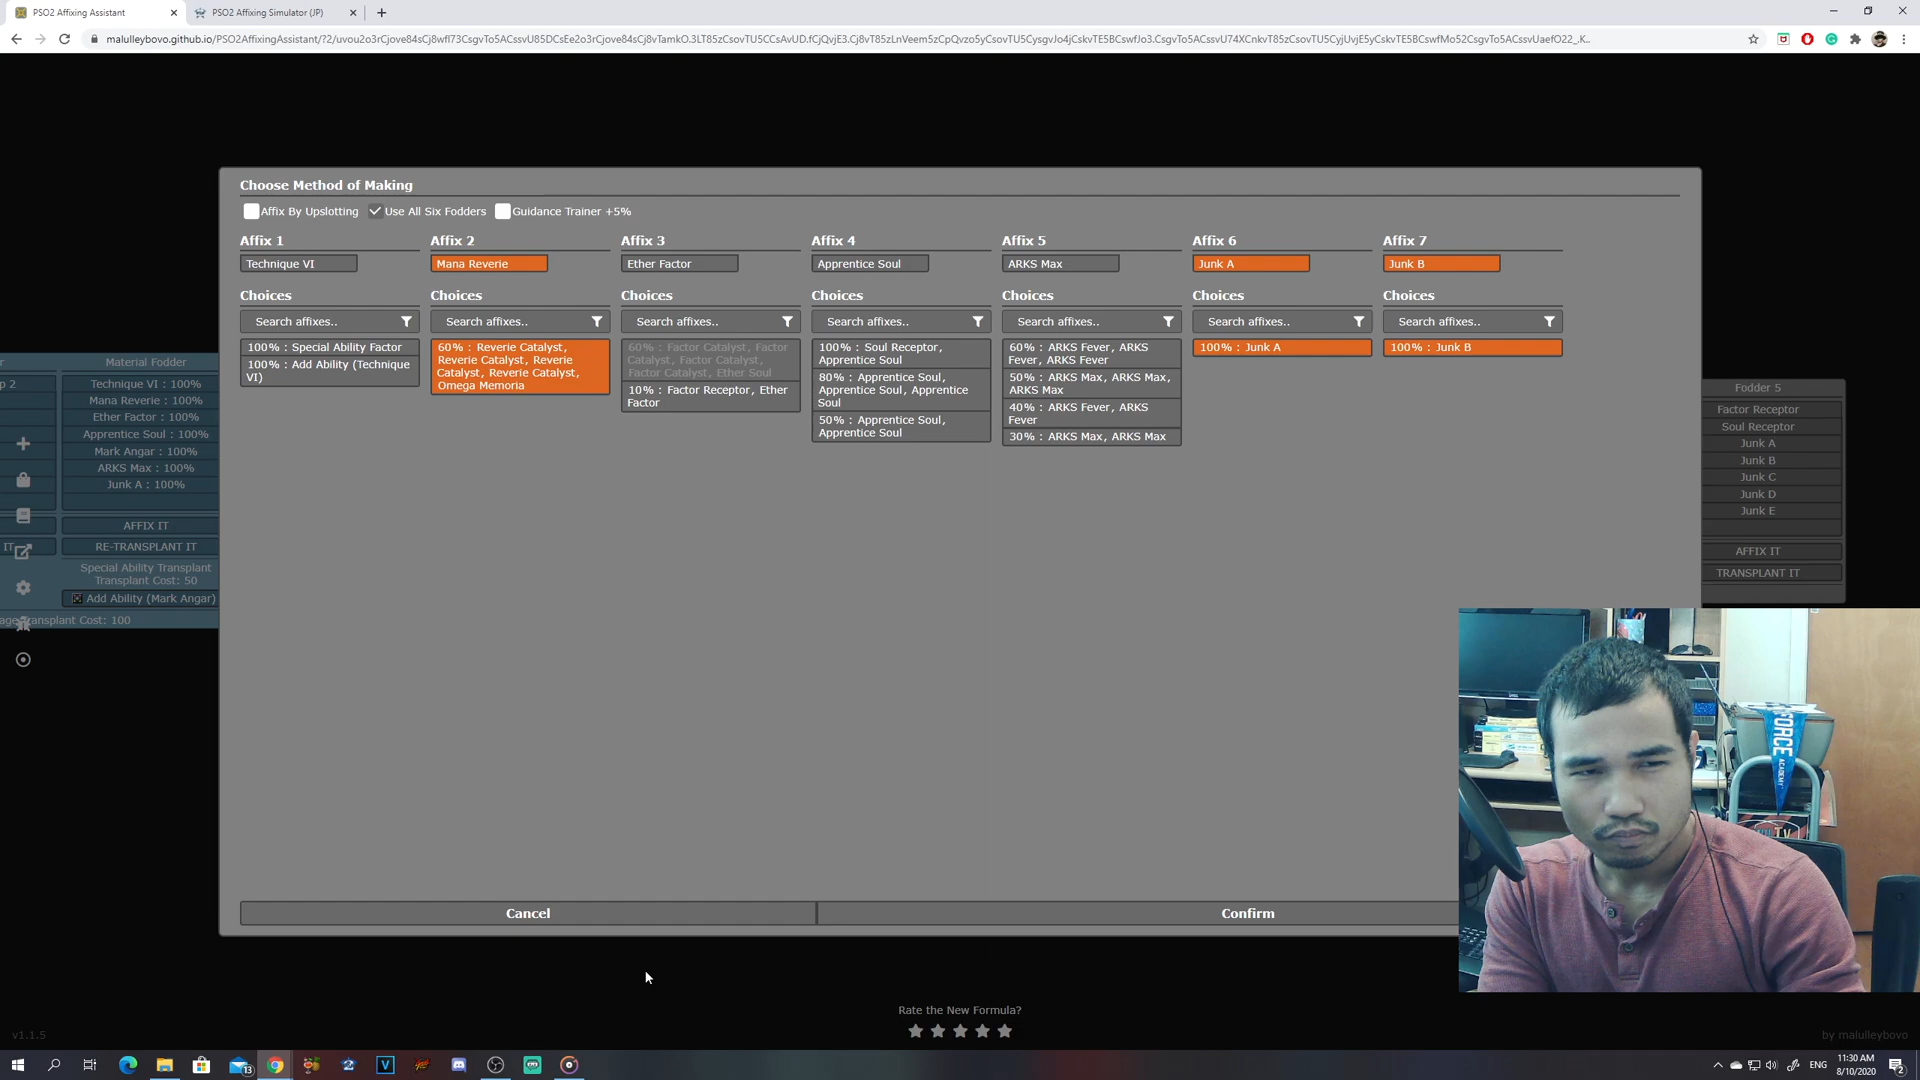 PSO2 Affixing Assistant
PSO2 Affixing Simulator (JP)
Choose Method of Making
Affix By Upslotting
Use All Six Fodders
Guidance Trainer +5%
Affix 1
Affix 2
Affix 3
Affix 4
Affix 5
Affix 6
Affix 7
Technique VI
Mana Reverie
Ether Factor
Apprentice Soul
ARKS Max
Junk A
Junk B
Choices
Choices
Choices
Choices
Choices
Choices
Choices
Search affixes..
Search affixes..
Search affixes..
Search affixes..
Search affixes..
Search affixes..
Search affixes..
100% : Special Ability Factor
100% : Add Ability (Technique
VI)
60% : Reverie Catalyst,
Reverie Catalyst, Reverie
Catalyst, Reverie Catalyst,
Omega Memoria
60% : Factor Catalyst, Factor
Catalyst, Factor Catalyst,
Factor Catalyst, Ether Soul
10% : Factor Receptor, Ether
Factor
100% : Soul Receptor,
Apprentice Soul
80% : Apprentice Soul,
Apprentice Soul, Apprentice
Soul
50% : Apprentice Soul,
Apprentice Soul
60% : ARKS Fever, ARKS
Fever, ARKS Fever
50% : ARKS Max, ARKS Max,
ARKS Max
40% : ARKS Fever, ARKS
Fever
30% : ARKS Max, ARKS Max
100% : Junk A
100% : Junk B
Cancel
Confirm
Material Fodder
Technique VI : 100%
Mana Reverie : 100%
Ether Factor : 100%
Apprentice Soul : 100%
Mark Angar : 100%
ARKS Max : 100%
Junk A : 100%
AFFIX IT
RE-TRANSPLANT IT
Special Ability Transplant
Transplant Cost: 50
Add Ability (Mark Angar)
Transplant Cost: 100
Fodder 5
Factor Receptor
Soul Receptor
Junk A
Junk B
Junk C
Junk D
Junk E
AFFIX IT
TRANSPLANT IT
FORCE
ACADEMY
Rate the New Formula?
v1.1.5
by malulleybovo
13
ENG
11:30 AM
8/10/2020
2